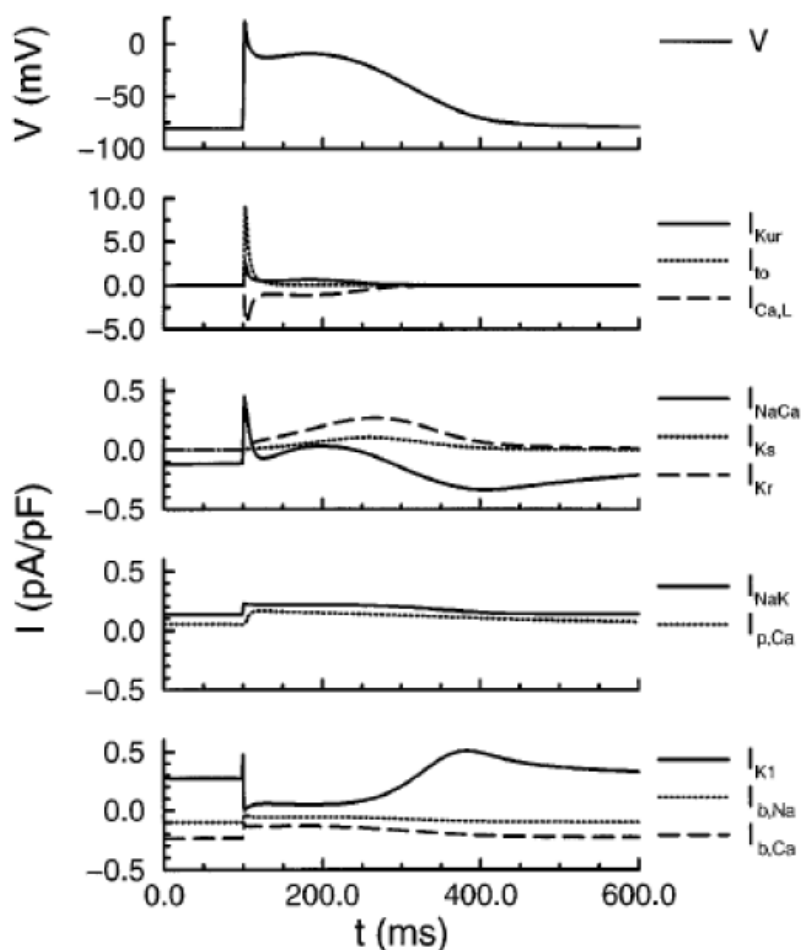 V (mV)
0
−50
−100
V
10.0
5.0
0.0
−5.0
I_Kur
I_to
I_Ca,L
I (pA/pF)
0.5
0.0
−0.5
I_NaCa
I_Ks
I_Kr
0.5
0.0
−0.5
I_NaK
I_p,Ca
0.5
0.0
−0.5
I_K1
I_b,Na
I_b,Ca
0.0 200.0 400.0 600.0
t (ms)